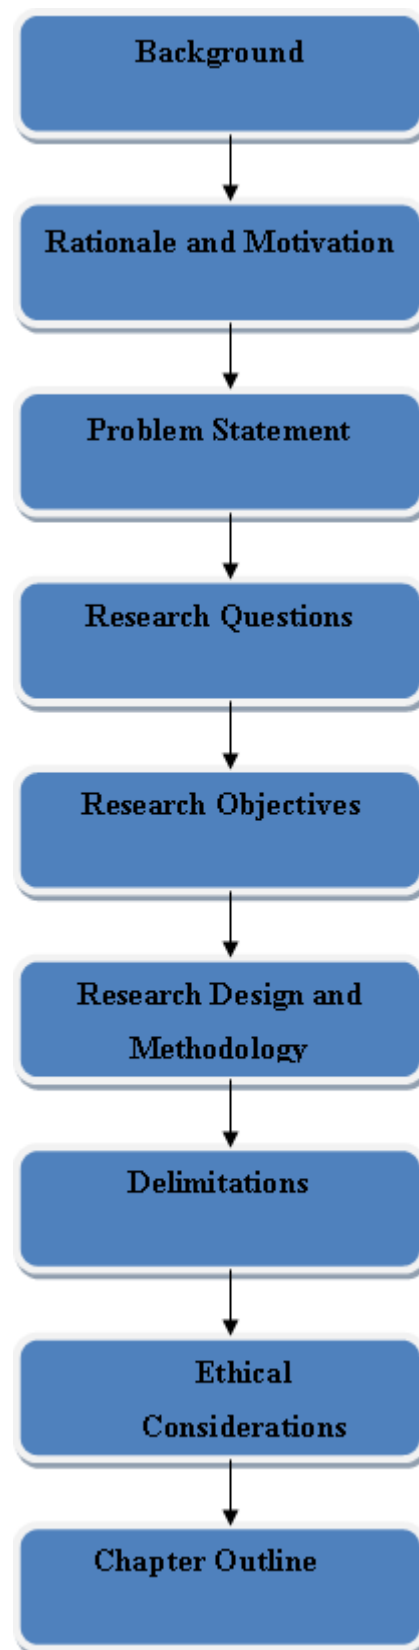 Background
Rationale and Motivation
Problem Statement
Research Questions
Research Objectives
Research Design and
Methodology
Delimitations
Ethical
Considerations
Chapter Outline